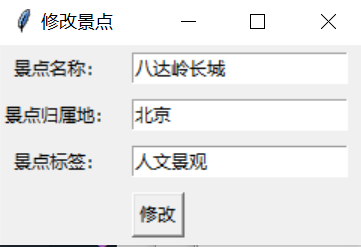 修改景点
景点名称： 八达岭长城
景点归属地： 北京
景点标签： 人文景观
修改